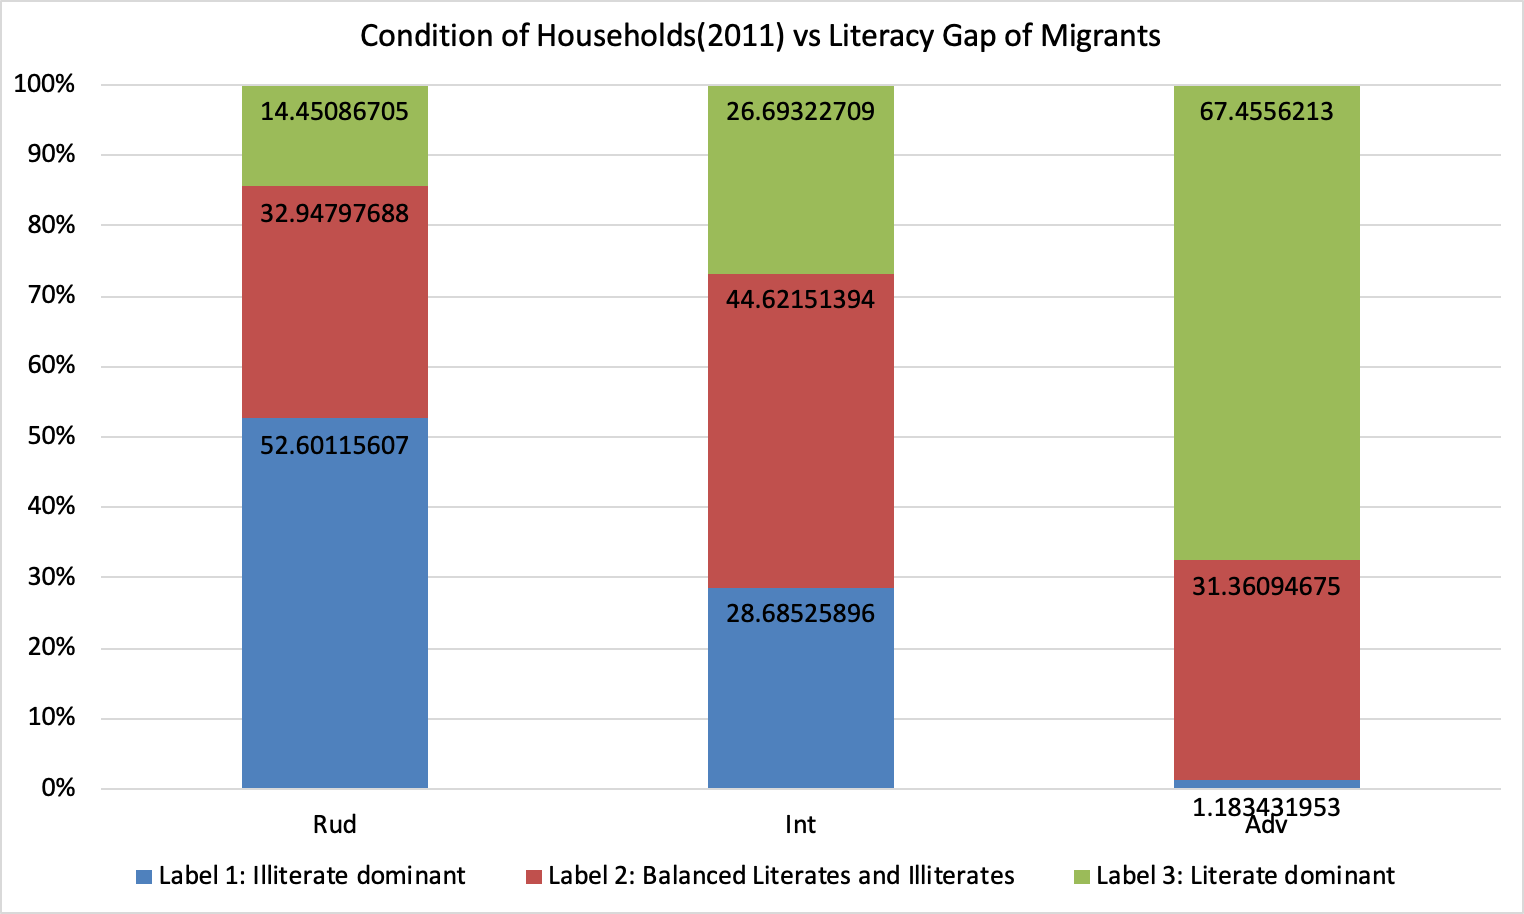 Condition of Households(2011) vs Literacy Gap of Migrants
100%
90%
80%
70%
60%
50%
40%
30%
20%
10%
0%
14.45086705
32.94797688
52.60115607
26.69322709
44.62151394
28.68525896
67.4556213
31.36094675
1.183431953
Rud
Int
Adv
Label 1: Illiterate dominant
Label 2: Balanced Literates and Illiterates
Label 3: Literate dominant